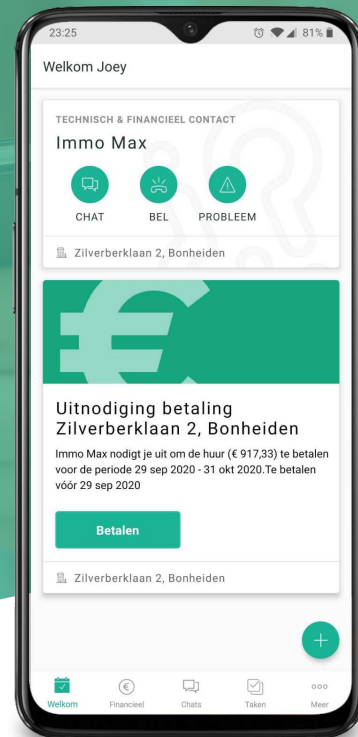 23:25
81%
Welkom Joey
TECHNISCH & FINANCIEEL CONTACT
Immo Max
CHAT
BEL
PROBLEEM
Zilverberklaan 2, Bonheiden
€
Uitnodiging betaling
Zilverberklaan 2, Bonheiden
Immo Max nodigt je uit om de huur (€ 917,33) te betalen
voor de periode 29 sep 2020 - 31 okt 2020.Te betalen
vóór 29 sep 2020
Betalen
Zilverberklaan 2, Bonheiden
+
Welkom
Financieel
Chats
Taken
Meer